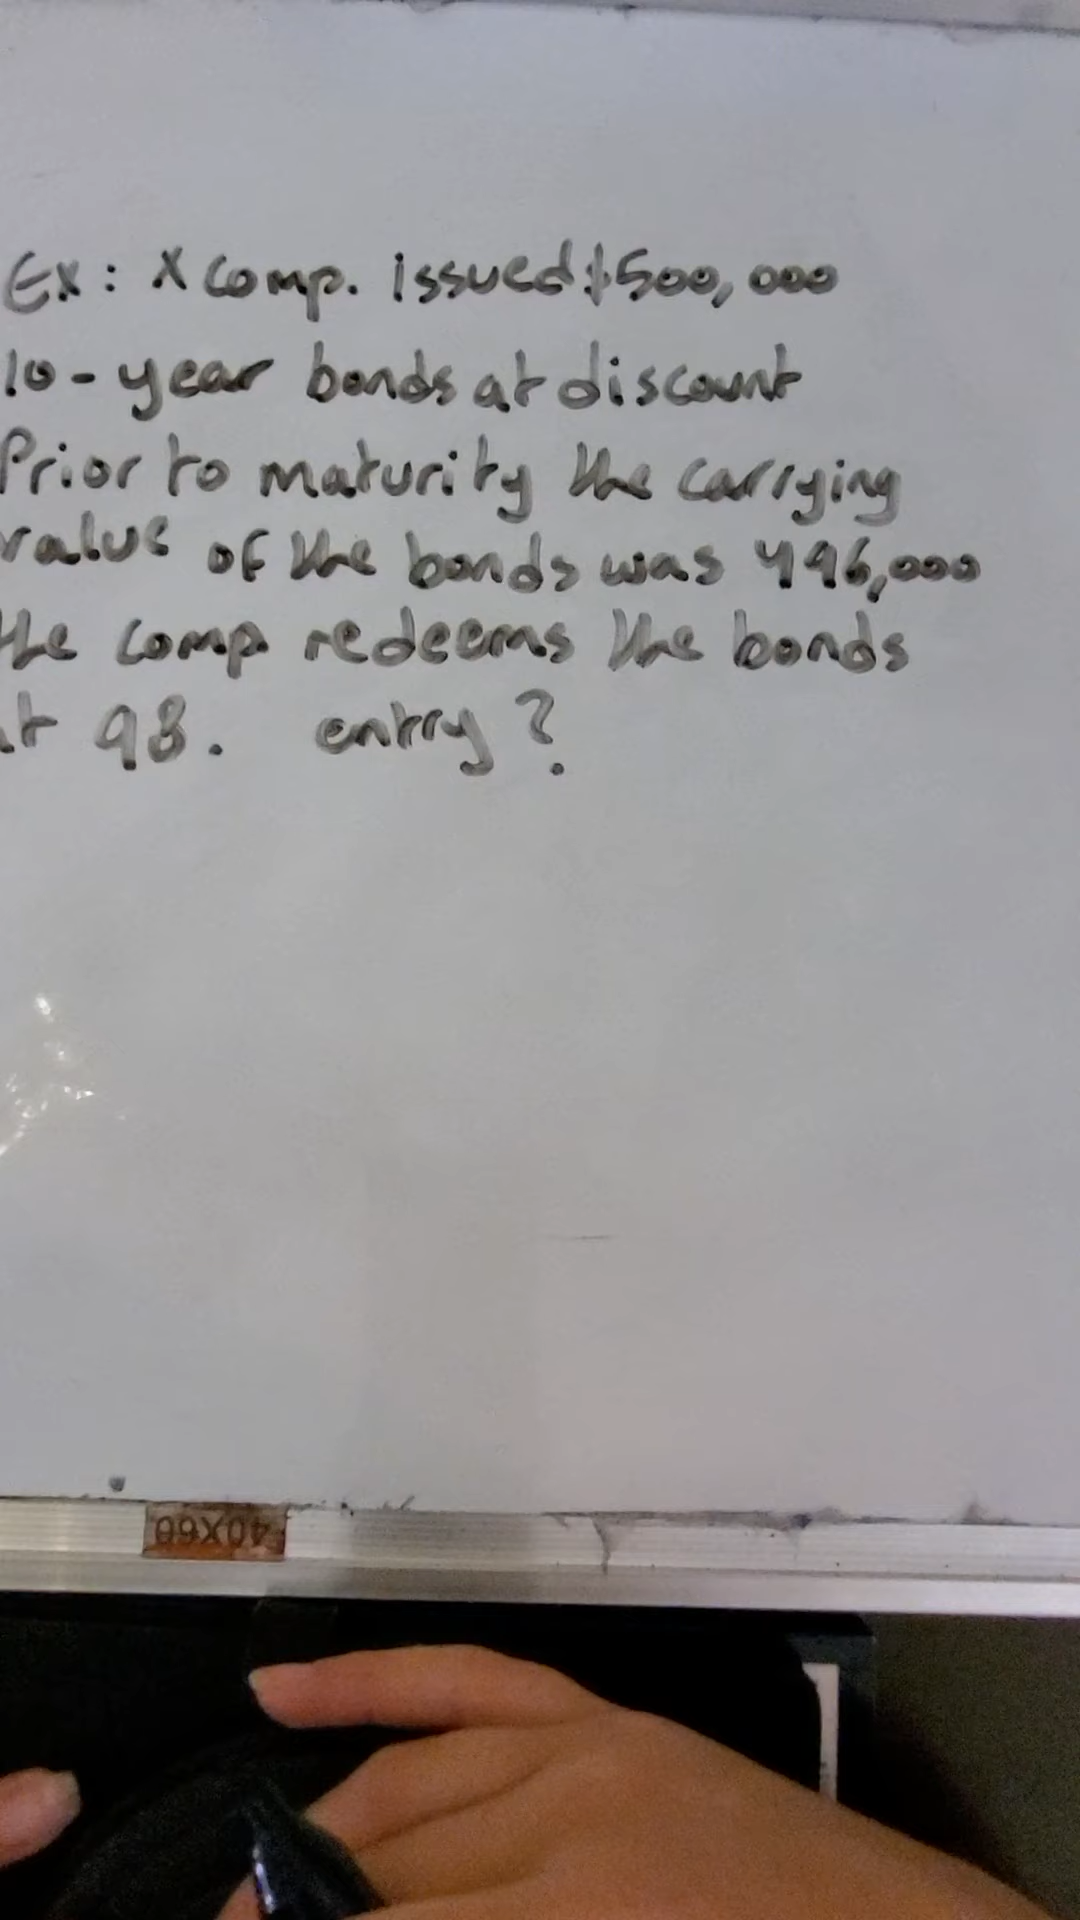 Ex: X comp. issued $500,000
10-year bonds at discount
Prior to maturity the carrying
value of the bonds was 496,000
the comp. redeems the bonds
at 98. entry?
40X60